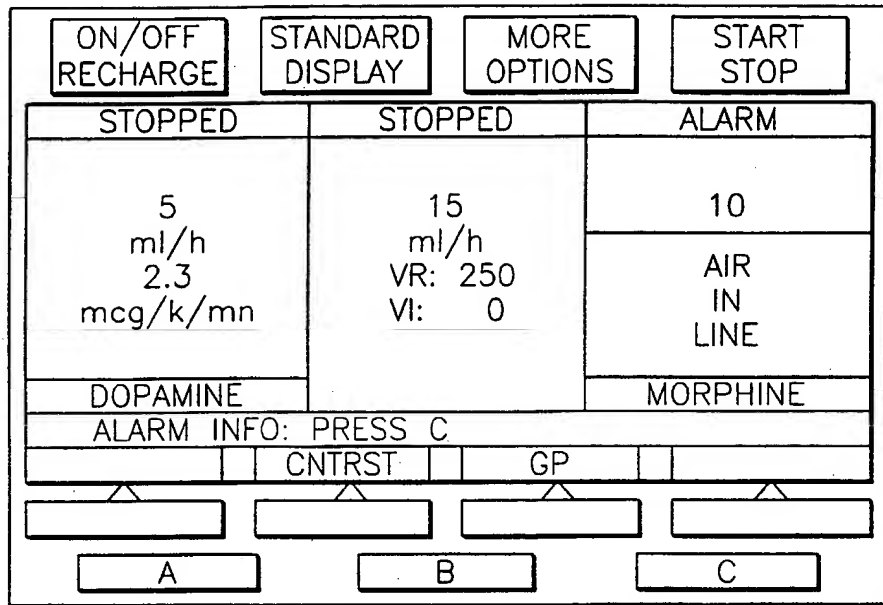 ON/OFF RECHARGE
STANDARD DISPLAY
MORE OPTIONS
START STOP
STOPPED
STOPPED
ALARM
5
ml/h
2.3
mcg/k/mn
DOPAMINE
15
ml/h
VR: 250
VI: 0
10
AIR
IN
LINE
MORPHINE
ALARM INFO: PRESS C
CNTRST
GP
A
B
C